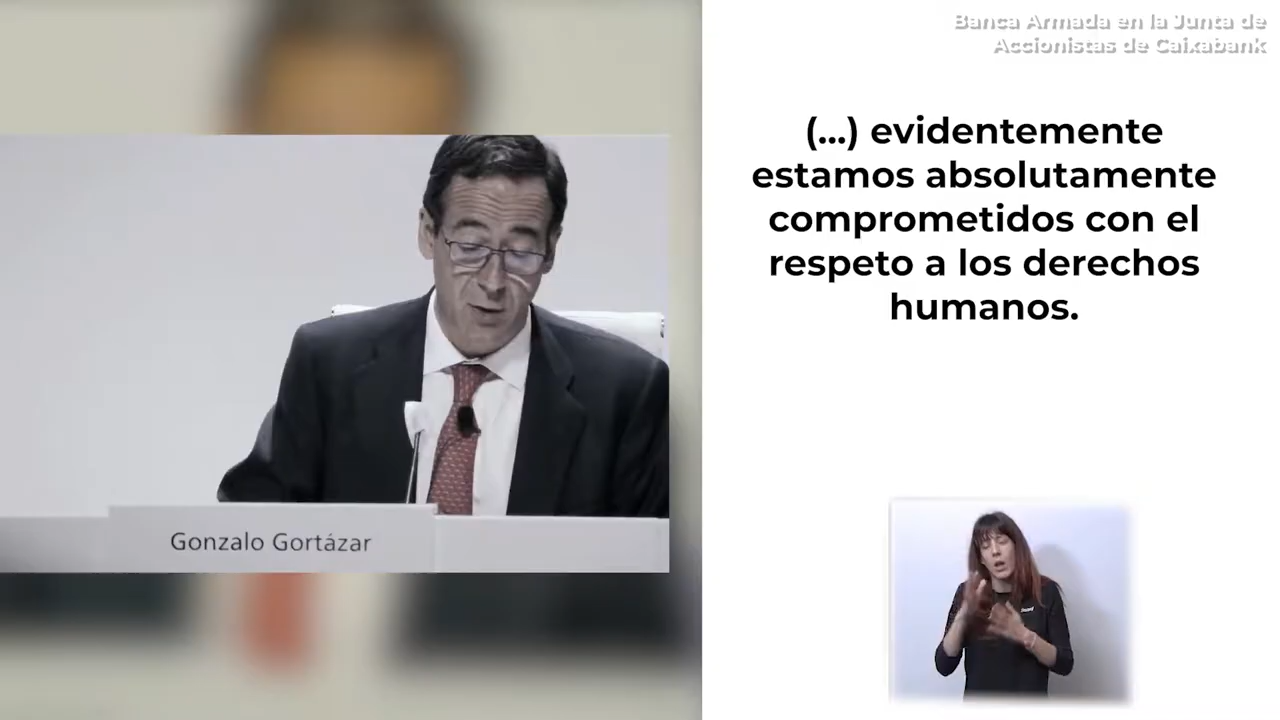 Banca Armada en la Junta de
Accionistas de Caixabank
(...) evidentemente
estamos absolutamente
comprometidos con el
respeto a los derechos
humanos.
Gonzalo Gortázar